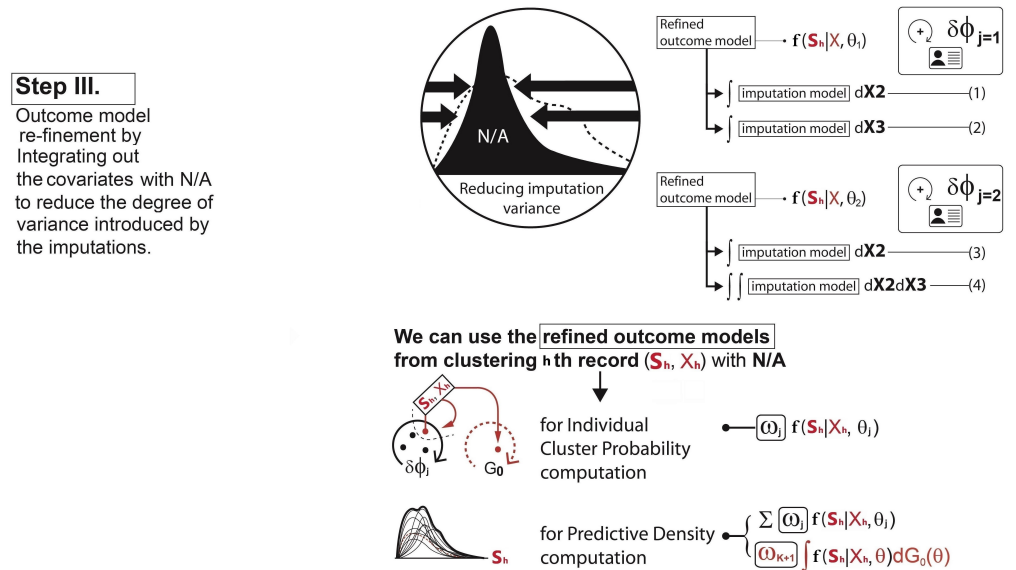 Step III.
Outcome model
re-finement by
Integrating out
the covariates with N/A
to reduce the degree of
variance introduced by
the imputations.
N/A
Reducing imputation
variance
Refined
outcome model
f(Sₕ|X, θ₁)
∫ imputation model dX2 (1)
∫ imputation model dX3 (2)
(+) δϕ j=1
Refined
outcome model
f(Sₕ|X, θ₂)
∫ imputation model dX2 (3)
∫∫ imputation model dX2dX3 (4)
(+) δϕ j=2
We can use the refined outcome models
from clustering h th record (Sₕ, Xₕ) with N/A
Sₕ, Xₕ
δϕⱼ
G₀
for Individual
Cluster Probability
computation
ωⱼ f(Sₕ|Xₕ, θⱼ)
Sₕ
for Predictive Density
computation
Σ ωⱼ f(Sₕ|Xₕ, θⱼ)
ω K+1 ∫ f(Sₕ|Xₕ, θ)dG₀(θ)